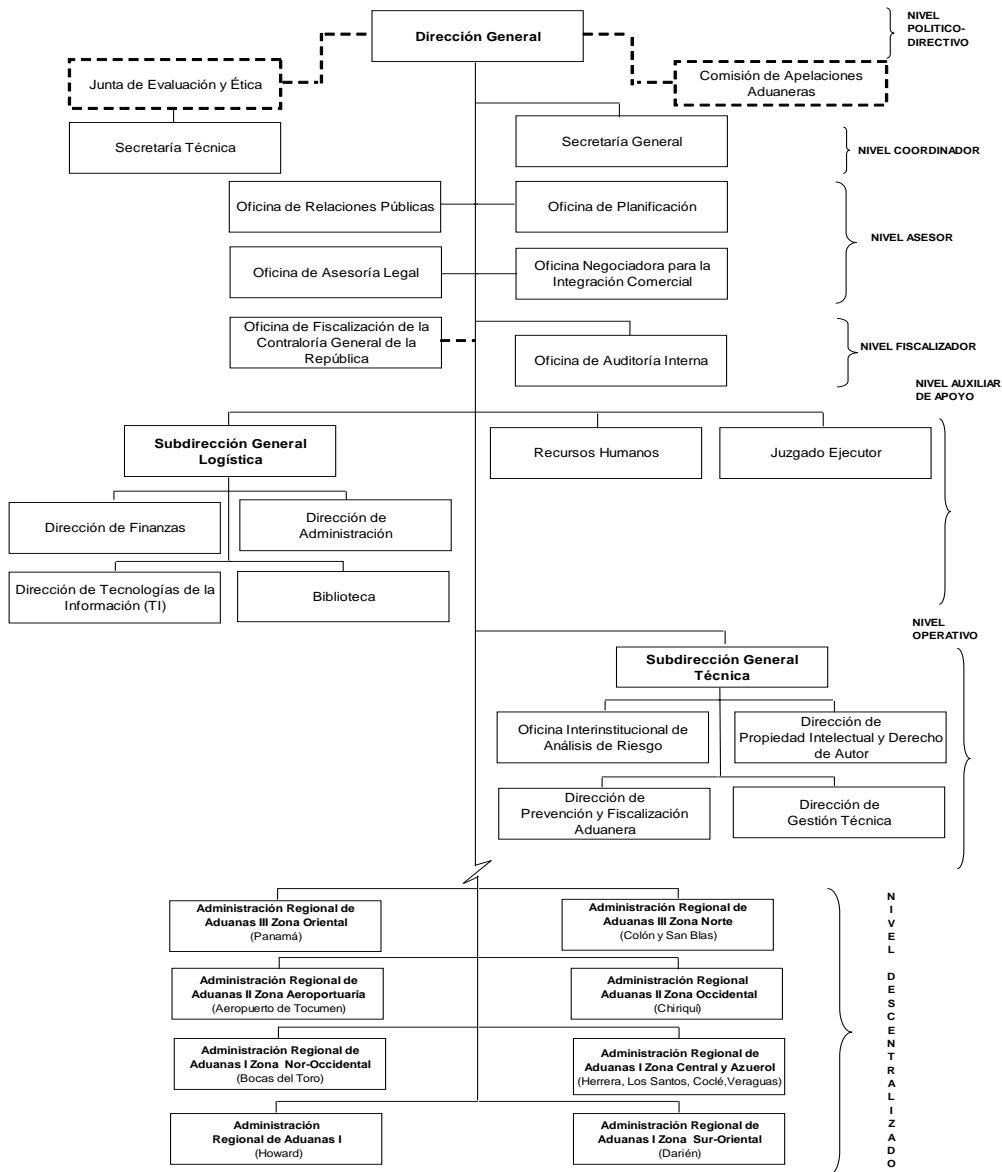 Dirección General
NIVEL
POLITICO-
DIRECTIVO
Junta de Evaluación y Ética
Comisión de Apelaciones
Aduaneras
Secretaría Técnica
Secretaría General
NIVEL COORDINADOR
Oficina de Relaciones Públicas
Oficina de Planificación
NIVEL ASESOR
Oficina de Asesoría Legal
Oficina Negociadora para la
Integración Comercial
Oficina de Fiscalización de la
Contraloría General de la
República
Oficina de Auditoría Interna
NIVEL FISCALIZADOR
NIVEL AUXILIAR
DE APOYO
Subdirección General
Logística
Recursos Humanos
Juzgado Ejecutor
Dirección de Finanzas
Dirección de
Administración
Dirección de Tecnologías de la
Información (TI)
Biblioteca
NIVEL
OPERATIVO
Subdirección General
Técnica
Oficina Interinstitucional de
Análisis de Riesgo
Dirección de
Propiedad Intelectual y Derecho
de Autor
Dirección de
Prevención y Fiscalización
Aduanera
Dirección de
Gestión Técnica
Administración Regional de
Aduanas III Zona Oriental
(Panamá)
Administración Regional de
Aduanas III Zona Norte
(Colón y San Blas)
Administración Regional de
Aduanas II Zona Aeroportuaria
(Aeropuerto de Tocumen)
Administración Regional
Aduanas II Zona Occidental
(Chiriquí)
Administración Regional de
Aduanas I Zona Nor-Occidental
(Bocas del Toro)
Administración Regional de
Aduanas I Zona Central y Azuerol
(Herrera, Los Santos, Coclé,Veraguas)
Administración
Regional de Aduanas I
(Howard)
Administración Regional de
Aduanas I Zona Sur-Oriental
(Darién)
NIVEL DESCENTRALIZADO